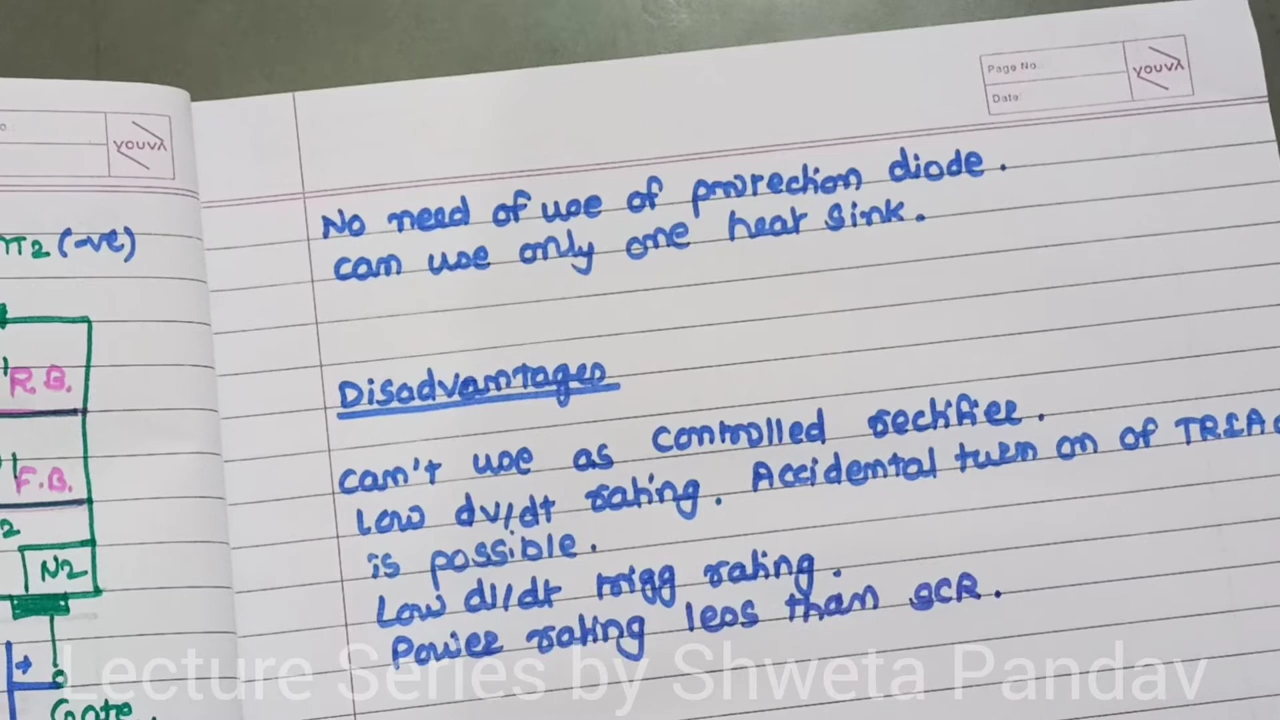 Page No.
Date:
youva
youva
MT2 (-ve)
R.B.
F.B.
N2
Gate.
No need of use of protection diode.
can use only one heat sink.
Disadvantages
can't use as controlled rectifier.
Low dv/dt rating. Accidental turn on of TRIAC
is possible.
Low dI/dt trigg rating.
Power rating less than SCR.
Lecture Series by Shweta Pandav